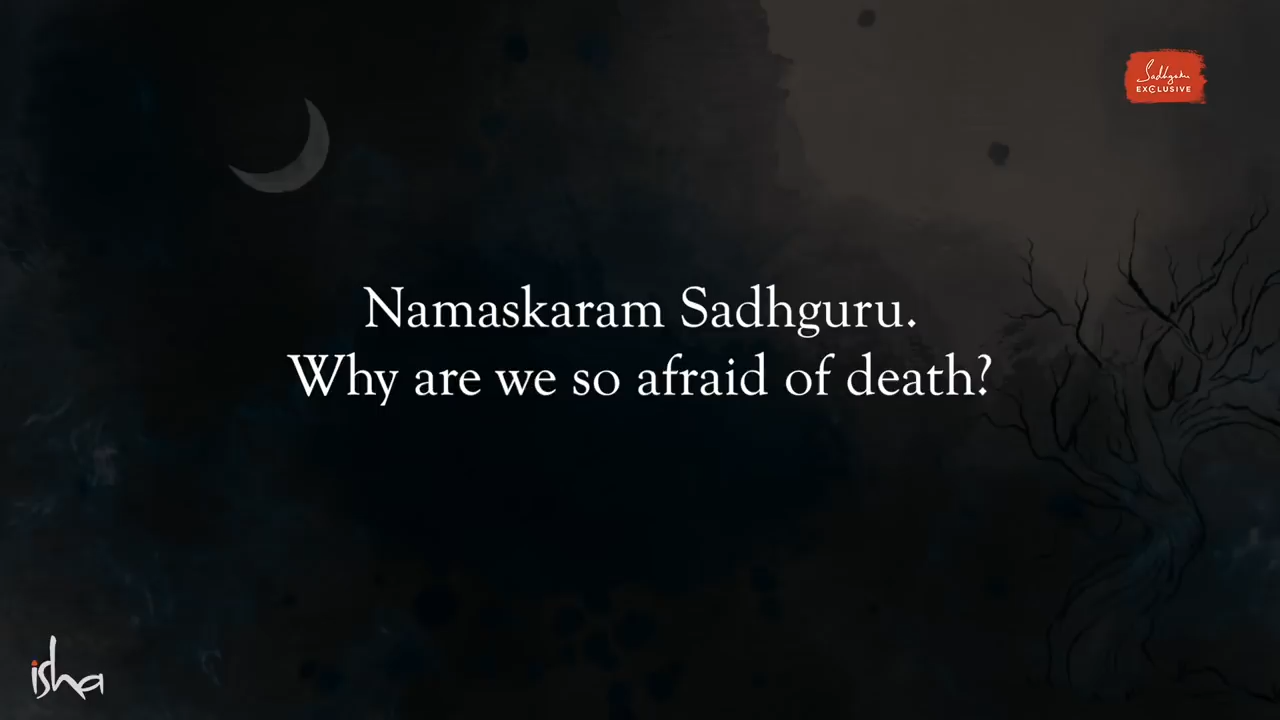 Sadhguru
EXCLUSIVE
Namaskaram Sadhguru.
Why are we so afraid of death?
isha